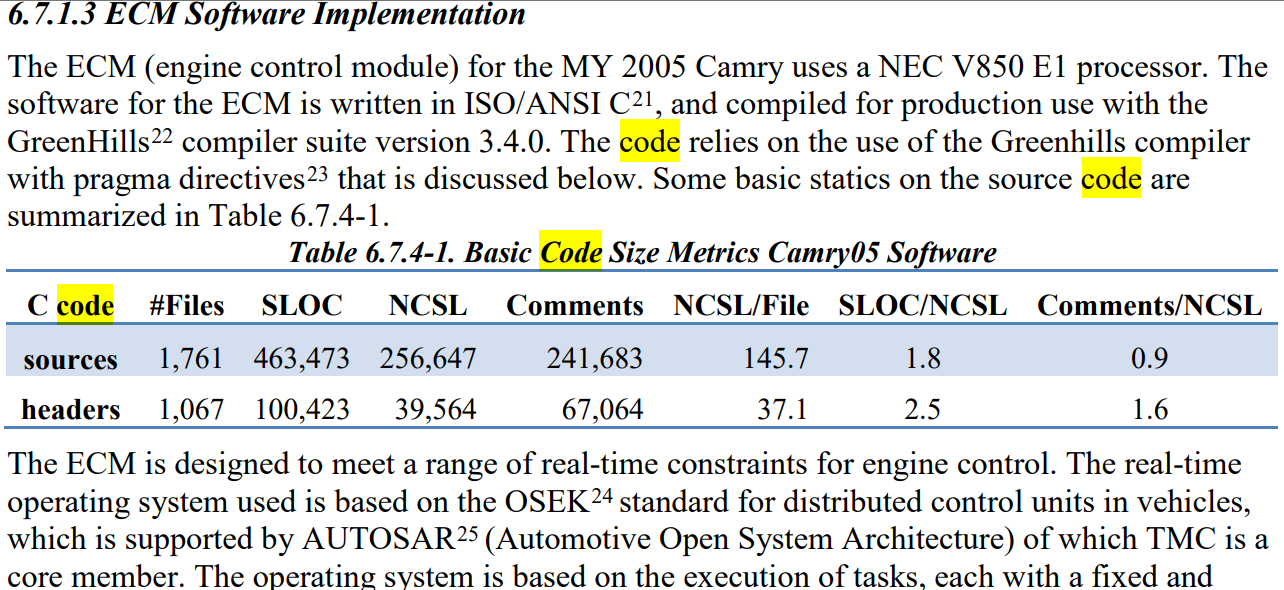 6.7.1.3 ECM Software Implementation
The ECM (engine control module) for the MY 2005 Camry uses a NEC V850 E1 processor. The
software for the ECM is written in ISO/ANSI C21, and compiled for production use with the
GreenHills22 compiler suite version 3.4.0. The code relies on the use of the Greenhills compiler
with pragma directives23 that is discussed below. Some basic statics on the source code are
summarized in Table 6.7.4-1.
Table 6.7.4-1. Basic Code Size Metrics Camry05 Software
C code #Files SLOC NCSL Comments NCSL/File SLOC/NCSL Comments/NCSL
sources 1,761 463,473 256,647 241,683 145.7 1.8 0.9
headers 1,067 100,423 39,564 67,064 37.1 2.5 1.6
The ECM is designed to meet a range of real-time constraints for engine control. The real-time
operating system used is based on the OSEK24 standard for distributed control units in vehicles,
which is supported by AUTOSAR25 (Automotive Open System Architecture) of which TMC is a
core member. The operating system is based on the execution of tasks, each with a fixed and